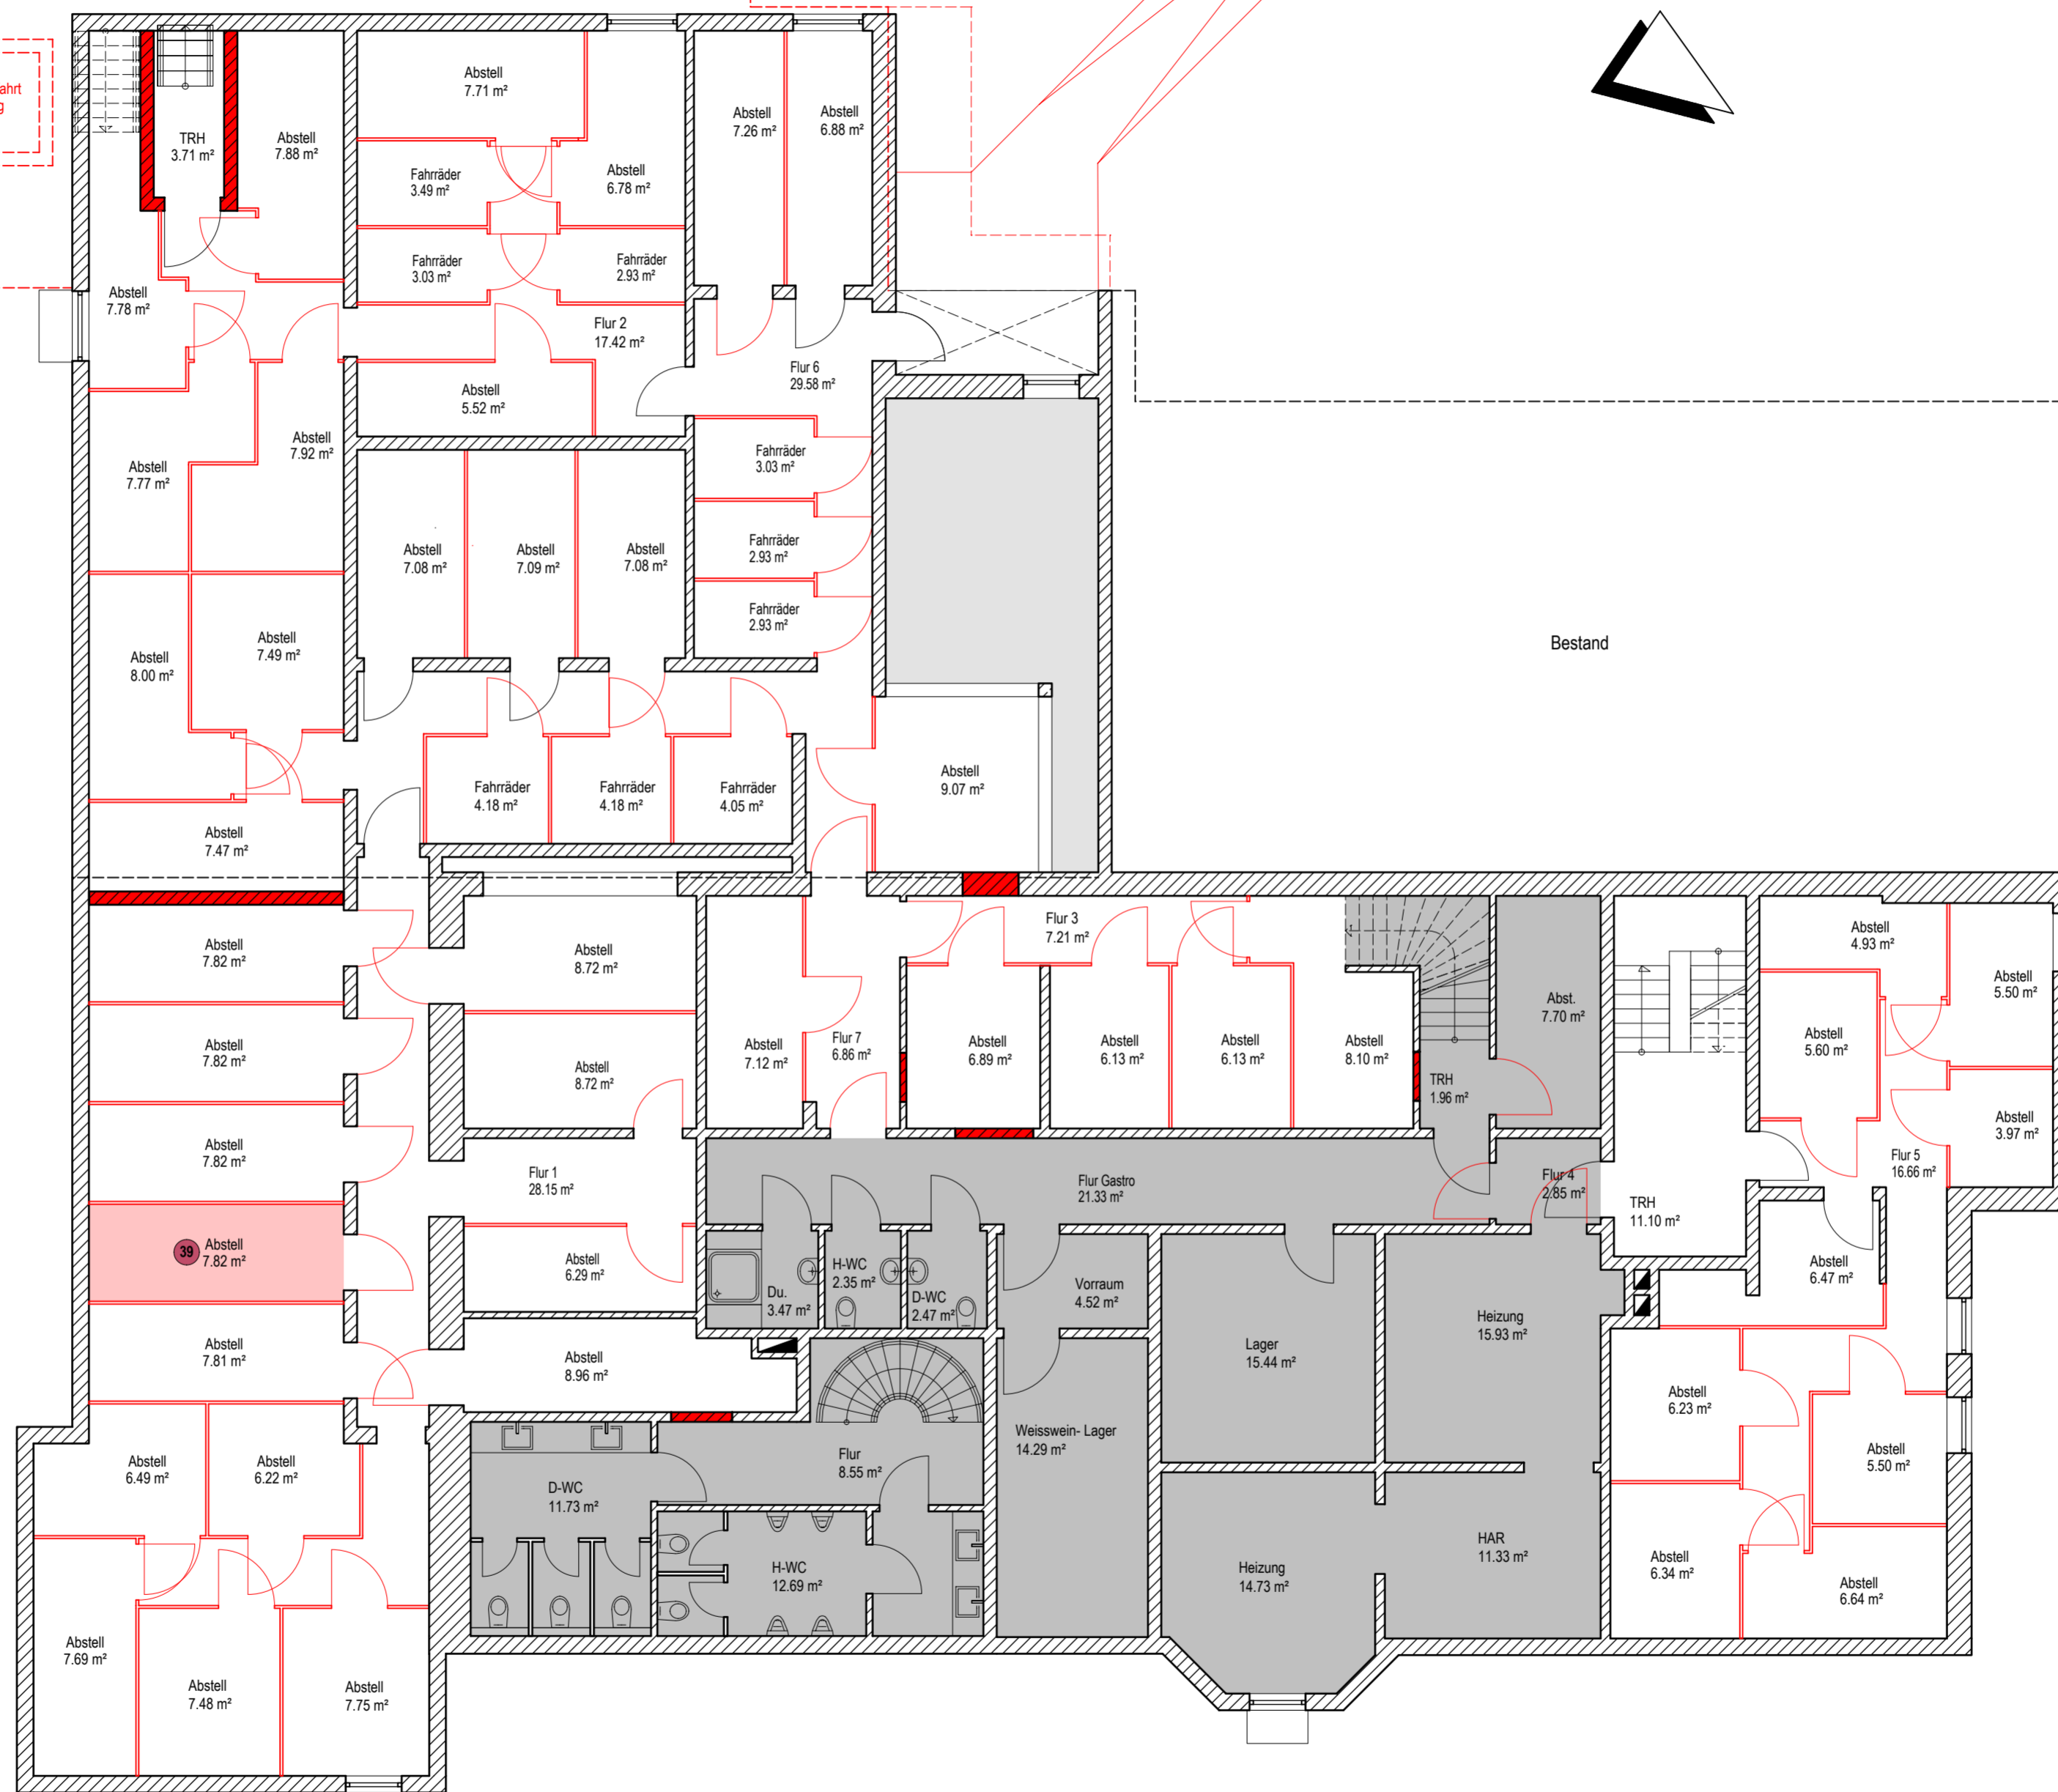 ahrt
g
TRH
3.71 m²
Abstell
7.88 m²
Abstell
7.71 m²
Abstell
7.26 m²
Abstell
6.88 m²
Fahrräder
3.49 m²
Abstell
6.78 m²
Fahrräder
3.03 m²
Fahrräder
2.93 m²
Abstell
7.78 m²
Flur 2
17.42 m²
Flur 6
29.58 m²
Abstell
5.52 m²
Abstell
7.92 m²
Abstell
7.77 m²
Fahrräder
3.03 m²
Abstell
7.08 m²
Abstell
7.09 m²
Abstell
7.08 m²
Fahrräder
2.93 m²
Fahrräder
2.93 m²
Abstell
8.00 m²
Abstell
7.49 m²
Bestand
Fahrräder
4.18 m²
Fahrräder
4.18 m²
Fahrräder
4.05 m²
Abstell
9.07 m²
Abstell
7.47 m²
Abstell
7.82 m²
Abstell
8.72 m²
Flur 3
7.21 m²
Abstell
4.93 m²
Abstell
5.50 m²
Abst.
7.70 m²
Abstell
7.82 m²
Abstell
8.72 m²
Abstell
7.12 m²
Flur 7
6.86 m²
Abstell
6.89 m²
Abstell
6.13 m²
Abstell
6.13 m²
Abstell
8.10 m²
Abstell
5.60 m²
TRH
1.96 m²
Abstell
3.97 m²
Abstell
7.82 m²
Flur 1
28.15 m²
Flur Gastro
21.33 m²
Flur 4
2.85 m²
TRH
11.10 m²
Flur 5
16.66 m²
39
Abstell
7.82 m²
Abstell
6.29 m²
Du.
3.47 m²
H-WC
2.35 m²
D-WC
2.47 m²
Vorraum
4.52 m²
Abstell
6.47 m²
Abstell
7.81 m²
Abstell
8.96 m²
Lager
15.44 m²
Heizung
15.93 m²
Abstell
6.23 m²
Abstell
6.49 m²
Abstell
6.22 m²
D-WC
11.73 m²
Flur
8.55 m²
Weisswein- Lager
14.29 m²
Abstell
5.50 m²
H-WC
12.69 m²
Heizung
14.73 m²
HAR
11.33 m²
Abstell
6.34 m²
Abstell
6.64 m²
Abstell
7.69 m²
Abstell
7.48 m²
Abstell
7.75 m²